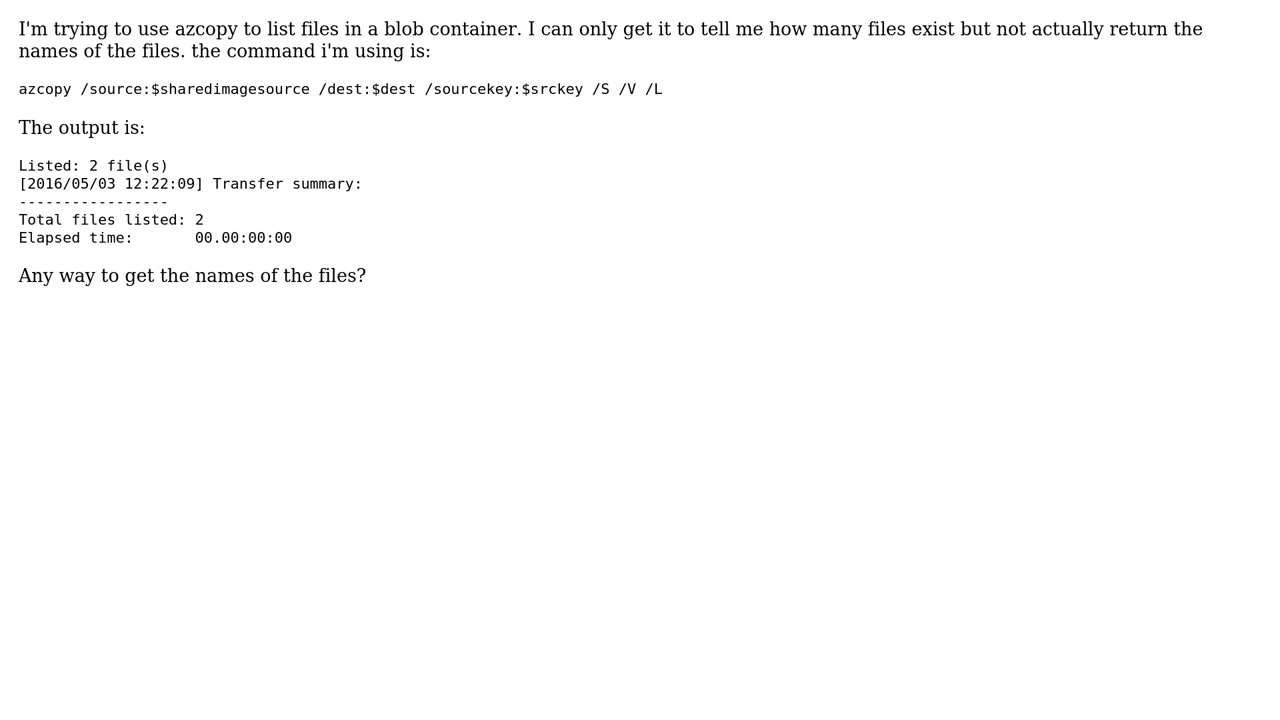 I'm trying to use azcopy to list files in a blob container. I can only get it to tell me how many files exist but not actually return the
names of the files. the command i'm using is:
azcopy /source:$sharedimagesource /dest:$dest /sourcekey:$srckey /S /V /L
The output is:
Listed: 2 file(s)
[2016/05/03 12:22:09] Transfer summary:
-----------------
Total files listed: 2
Elapsed time:       00.00:00:00
Any way to get the names of the files?